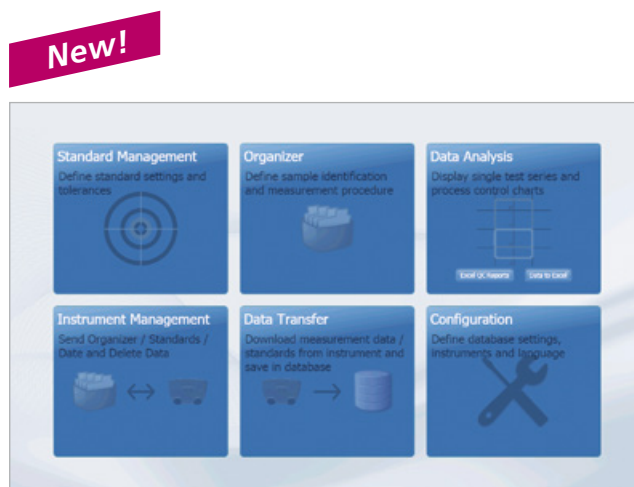 New!
Standard Management
Define standard settings and
tolerances
Organizer
Define sample identification
and measurement procedure
Data Analysis
Display single test series and
process control charts
Excel QC Reports
Data to Excel
Instrument Management
Send Organizer / Standards /
Date and Delete Data
Data Transfer
Download measurement data /
standards from instrument and
save in database
Configuration
Define database settings,
instruments and language